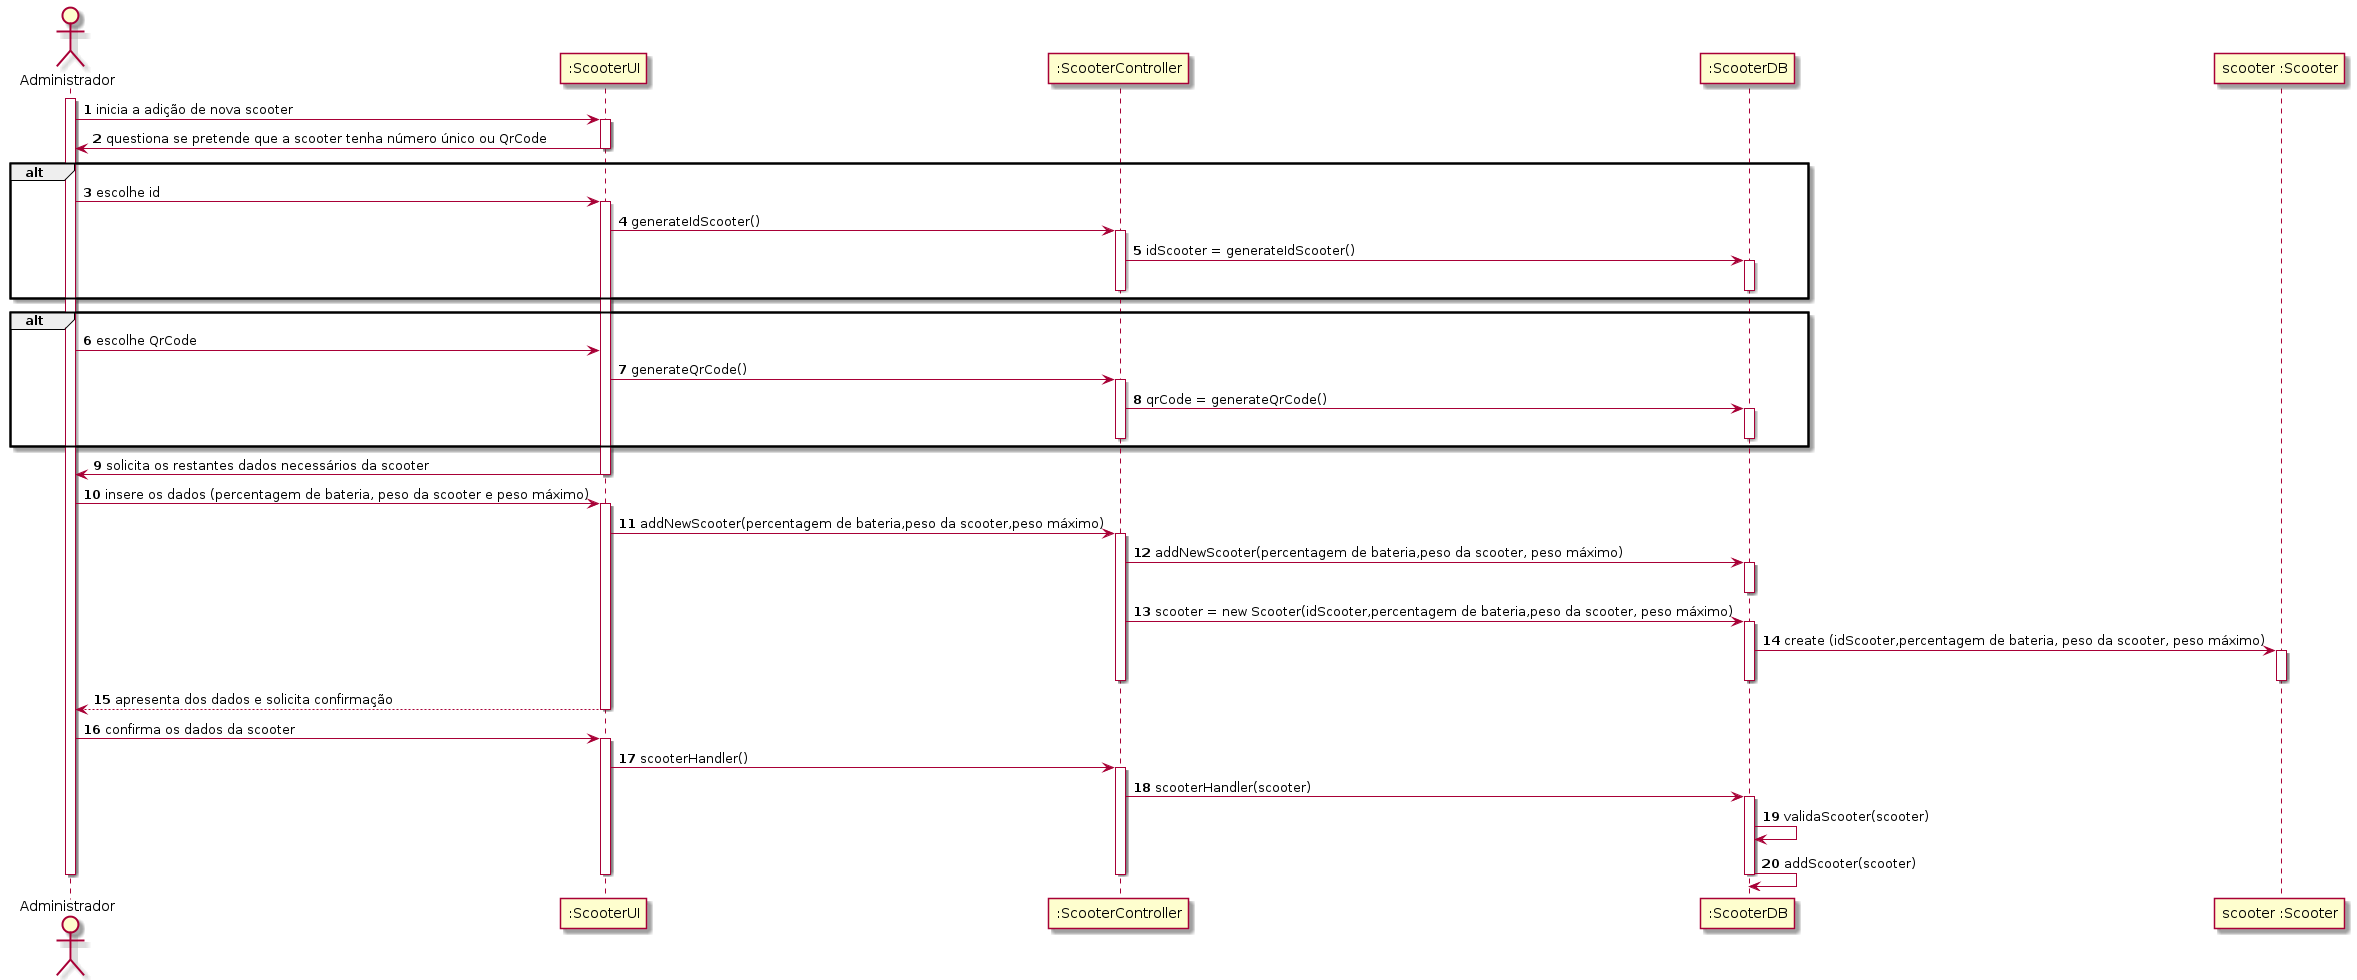 Administrador
:ScooterUI
:ScooterController
:ScooterDB
scooter :Scooter
1 inicia a adição de nova scooter
2 questiona se pretende que a scooter tenha número único ou QrCode
alt
3 escolhe id
4 generateIdScooter()
5 idScooter = generateIdScooter()
alt
6 escolhe QrCode
7 generateQrCode()
8 qrCode = generateQrCode()
9 solicita os restantes dados necessários da scooter
10 insere os dados (percentagem de bateria, peso da scooter e peso máximo)
11 addNewScooter(percentagem de bateria,peso da scooter,peso máximo)
12 addNewScooter(percentagem de bateria,peso da scooter, peso máximo)
13 scooter = new Scooter(idScooter,percentagem de bateria,peso da scooter, peso máximo)
14 create (idScooter,percentagem de bateria, peso da scooter, peso máximo)
15 apresenta dos dados e solicita confirmação
16 confirma os dados da scooter
17 scooterHandler()
18 scooterHandler(scooter)
19 validaScooter(scooter)
20 addScooter(scooter)
Administrador
:ScooterUI
:ScooterController
:ScooterDB
scooter :Scooter